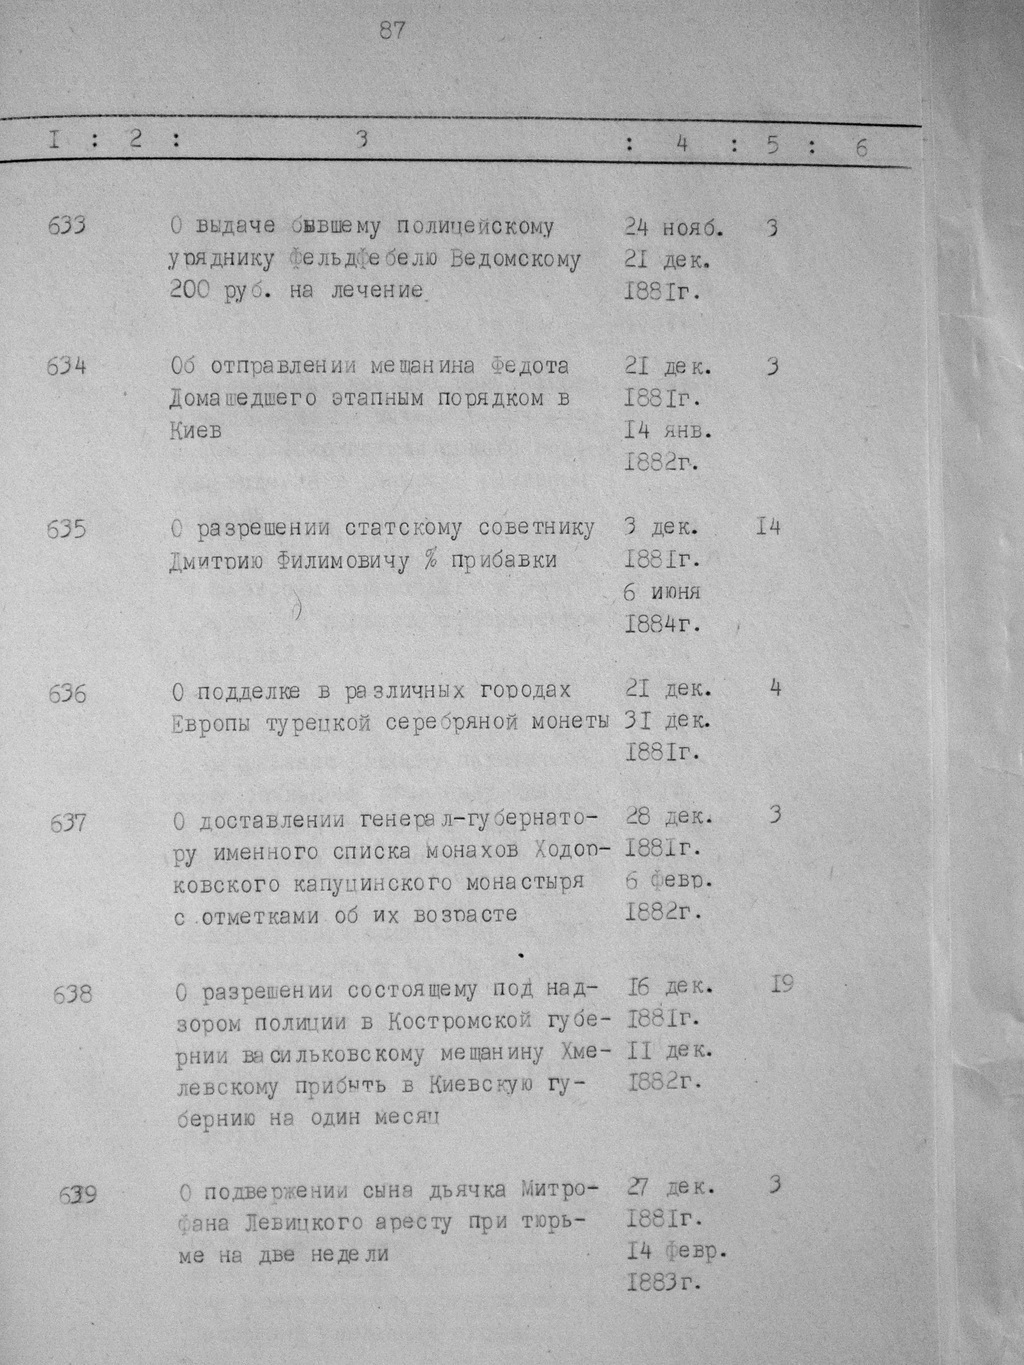 87
I : 2 : 3 : 4 : 5 : 6
633 О выдаче бывшему полицейскому 24 нояб. 3
уряднику Фельдфебелю Ведомскому 21 дек.
200 руб. на лечение 1881г.
634 Об отправлении мещанина Федота 21 дек. 3
Домашедшего этапным порядком в 1881г.
Киев 14 янв.
1882г.
635 О разрешении статскому советнику 3 дек. 14
Дмитрию Филимовичу % прибавки 1881г.
6 июня
1884г.
636 О подделке в различных городах 21 дек. 4
Европы турецкой серебряной монеты 31 дек.
1881г.
637 О доставлении генерал-губернато- 28 дек. 3
ру именного списка монахов Ходор- 1881г.
ковского капуцинского монастыря 6 февр.
с отметками об их возрасте 1882г.
638 О разрешении состоящему под над- 16 дек. 19
зором полиции в Костромской губе- 1881г.
рнии васильковскому мещанину Хме- 11 дек.
левскому прибыть в Киевскую гу- 1882г.
бернию на один месяц
639 О подвержении сына дьячка Митро- 27 дек. 3
фана Левицкого аресту при тюрь- 1881г.
ме на две недели 14 февр.
1883г.